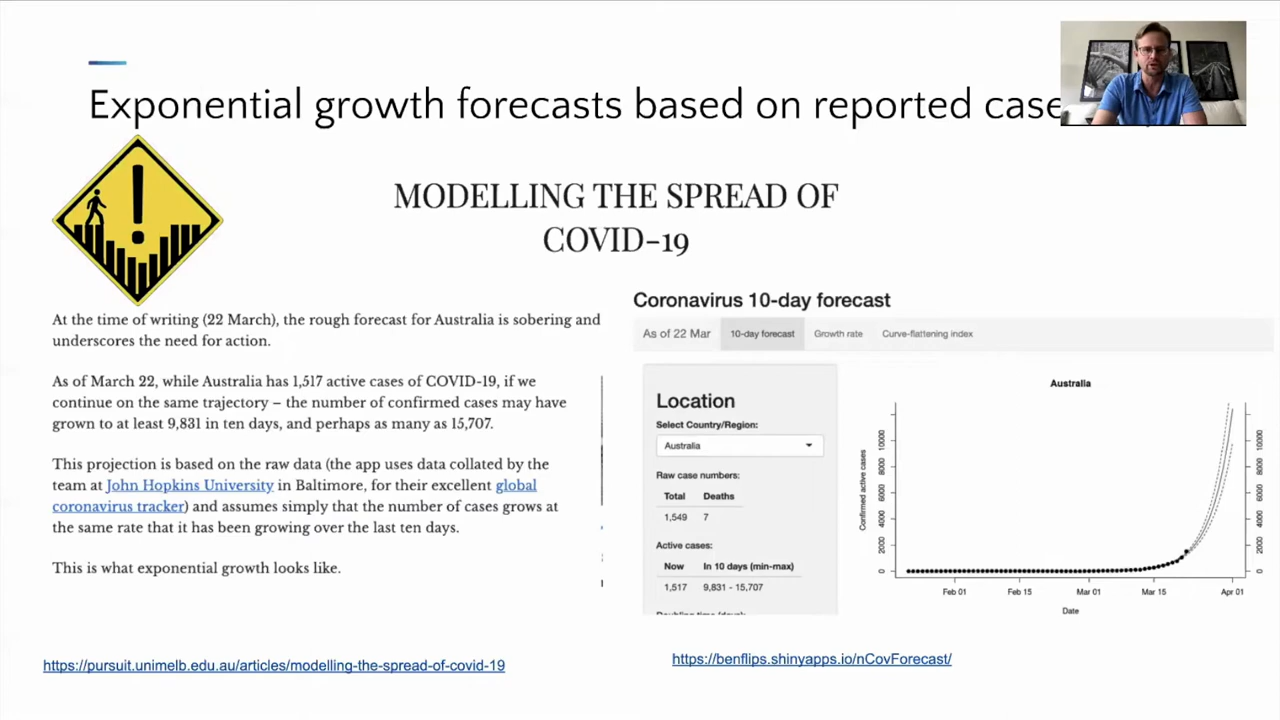 Exponential growth forecasts based on reported case
MODELLING THE SPREAD OF
COVID-19
At the time of writing (22 March), the rough forecast for Australia is sobering and
underscores the need for action.
As of March 22, while Australia has 1,517 active cases of COVID-19, if we
continue on the same trajectory – the number of confirmed cases may have
grown to at least 9,831 in ten days, and perhaps as many as 15,707.
This projection is based on the raw data (the app uses data collated by the
team at John Hopkins University in Baltimore, for their excellent global
coronavirus tracker) and assumes simply that the number of cases grows at
the same rate that it has been growing over the last ten days.
This is what exponential growth looks like.
https://pursuit.unimelb.edu.au/articles/modelling-the-spread-of-covid-19
Coronavirus 10-day forecast
As of 22 Mar 10-day forecast Growth rate Curve-flattening index
Location
Select Country/Region:
Australia
Raw case numbers:
Total Deaths
1,549 7
Active cases:
Now In 10 days (min-max)
1,517 9,831 - 15,707
Doubling time (days):
Australia
Confirmed active cases
10000
8000
6000
4000
2000
0
10000
8000
6000
4000
2000
0
Feb 01 Feb 15 Mar 01 Mar 15 Apr 01
Date
https://benflips.shinyapps.io/nCovForecast/